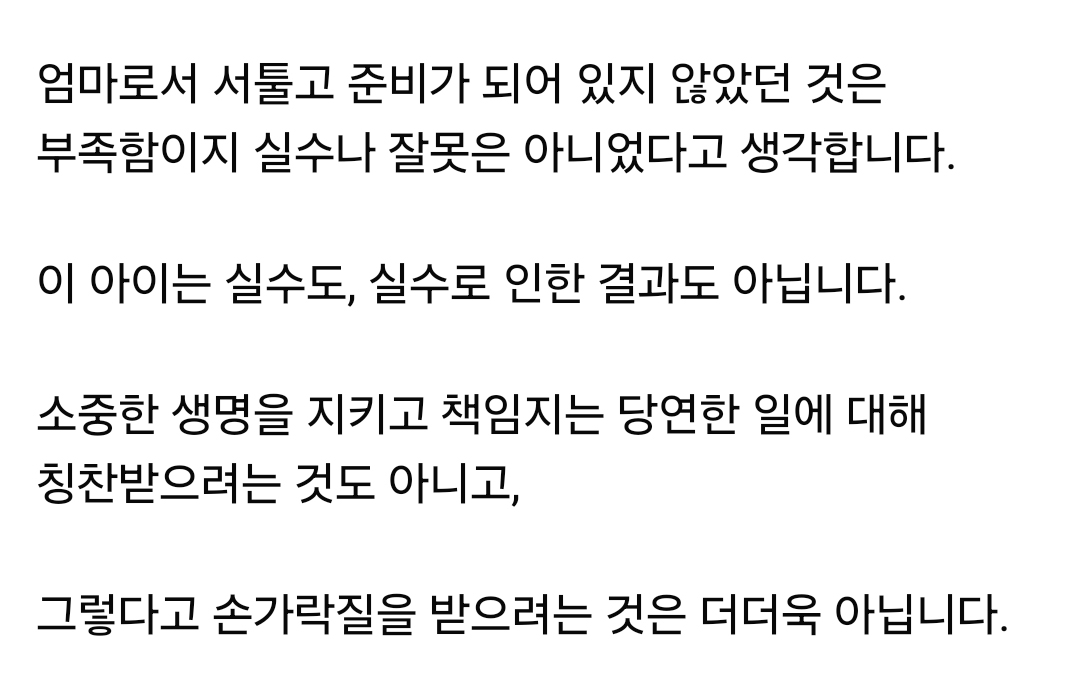 엄마로서 서툴고 준비가 되어 있지 않았던 것은
부족함이지 실수나 잘못은 아니었다고 생각합니다.
이 아이는 실수도, 실수로 인한 결과도 아닙니다.
소중한 생명을 지키고 책임지는 당연한 일에 대해
칭찬받으려는 것도 아니고,
그렇다고 손가락질을 받으려는 것은 더더욱 아닙니다.